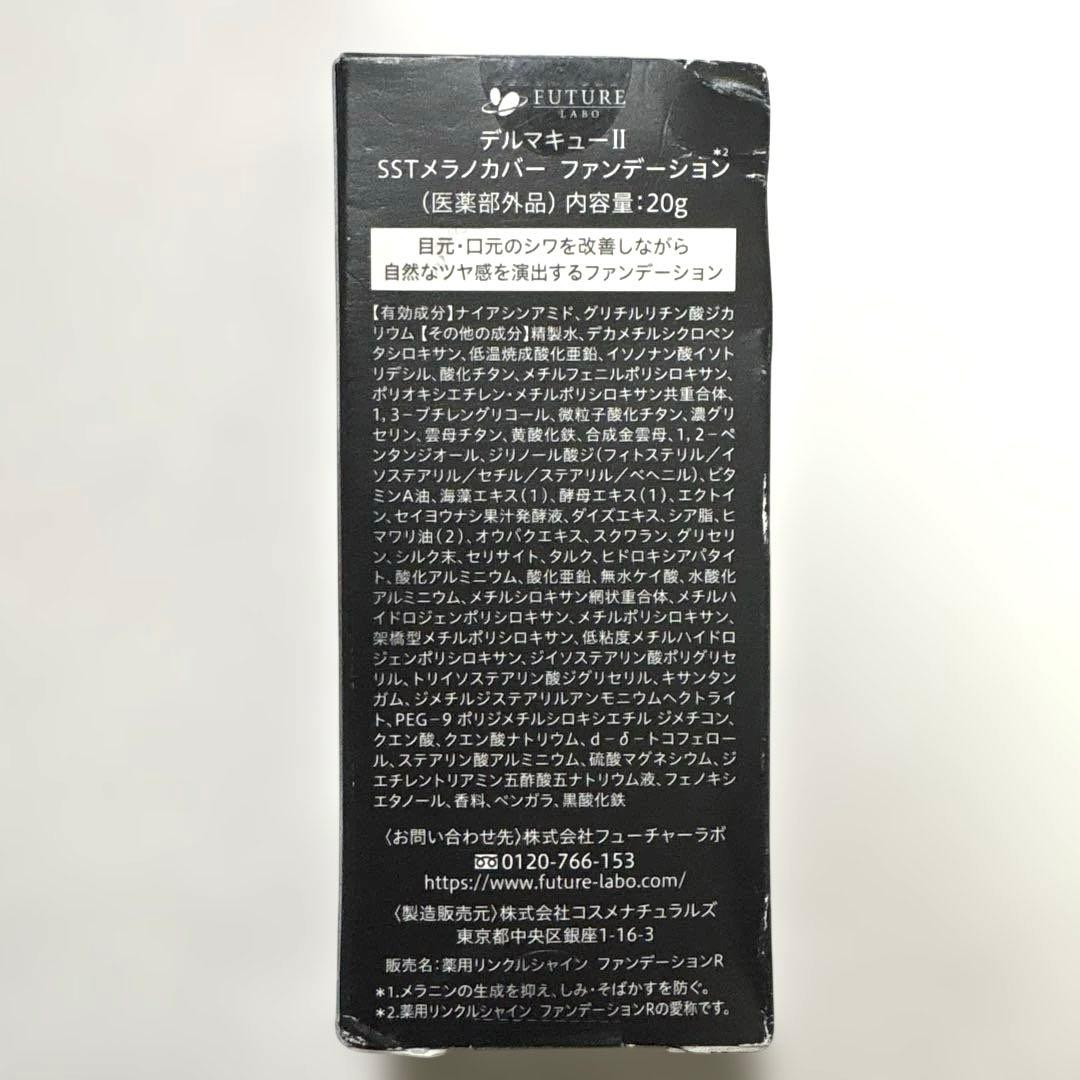 FUTURE
LABO
デルマキューⅡ
SSTメラノカバー ファンデーション*2
(医薬部外品) 内容量:20g
目元・口元のシワを改善しながら
自然なツヤ感を演出するファンデーション
【有効成分】ナイアシンアミド、グリチルリチン酸ジカ
リウム【その他の成分】精製水、デカメチルシクロペン
タシロキサン、低温焼成酸化亜鉛、イソノナン酸イソト
リデシル、酸化チタン、メチルフェニルポリシロキサン、
ポリオキシエチレン・メチルポリシロキサン共重合体、
1,3−ブチレングリコール、微粒子酸化チタン、濃グリ
セリン、雲母チタン、黄酸化鉄、合成金雲母、1,2−ペ
ンタンジオール、ジリノール酸ジ(フィトステリル/イ
ソステアリル/セチル/ステアリル/ベヘニル)、ビタ
ミンA油、海藻エキス(1)、酵母エキス(1)、エクトイ
ン、セイヨウナシ果汁発酵液、ダイズエキス、シア脂、ヒ
マワリ油(2)、オウバクエキス、スクワラン、グリセリ
ン、シルク末、セリサイト、タルク、ヒドロキシアパタイ
ト、酸化アルミニウム、酸化亜鉛、無水ケイ酸、水酸化
アルミニウム、メチルシロキサン網状重合体、メチルハ
イドロジェンポリシロキサン、メチルポリシロキサン、
架橋型メチルポリシロキサン、低粘度メチルハイドロ
ジェンポリシロキサン、ジイソステアリン酸ポリグリセ
リル、トリイソステアリン酸ジグリセリル、キサンタン
ガム、ジメチルジステアリルアンモニウムヘクトライ
ト、PEG−9 ポリジメチルシロキシエチル ジメチコン、
クエン酸、クエン酸ナトリウム、d−δ−トコフェロー
ル、ステアリン酸アルミニウム、硫酸マグネシウム、ジ
エチレントリアミン五酢酸五ナトリウム液、フェノキシ
エタノール、香料、ベンガラ、黒酸化鉄
〈お問い合わせ先〉株式会社フューチャーラボ
0120-766-153
https://www.future-labo.com/
〈製造販売元〉株式会社コスメナチュラルズ
東京都中央区銀座1-16-3
販売名:薬用リンクルシャイン ファンデーションR
*1.メラニンの生成を抑え、しみ・そばかすを防ぐ。
*2.薬用リンクルシャイン ファンデーションRの愛称です。